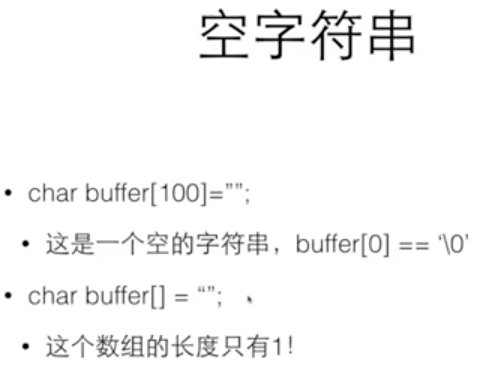 空字符串
• char buffer[100]=””;
• 这是一个空的字符串，buffer[0] == ‘\0’
• char buffer[] = “”;
• 这个数组的长度只有1！